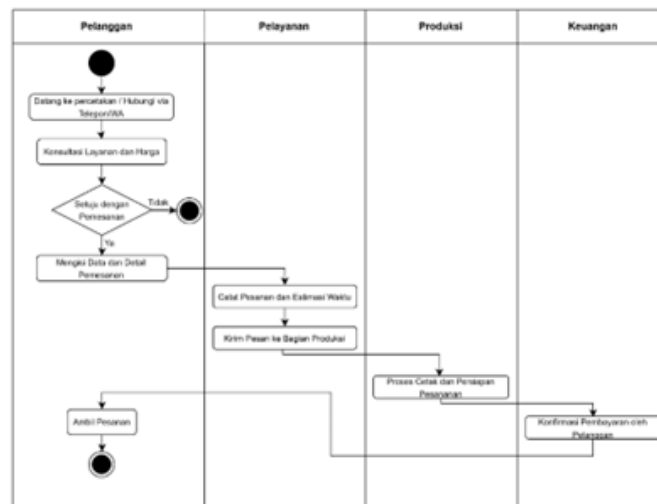 Pelanggan
Pelayanan
Produksi
Keuangan
Datang ke percetakan / Hubungi via
Telepon/WA
Konsultasi Layanan dan Harga
Setuju dengan
Pemesanan
Tidak
Ya
Mengisi Data dan Detail
Pemesanan
Catat Pesanan dan Estimasi Waktu
Kirim Pesan ke Bagian Produksi
Proses Cetak dan Persiapan
Pesananan
Konfirmasi Pembayaran oleh
Pelanggan
Ambil Pesanan